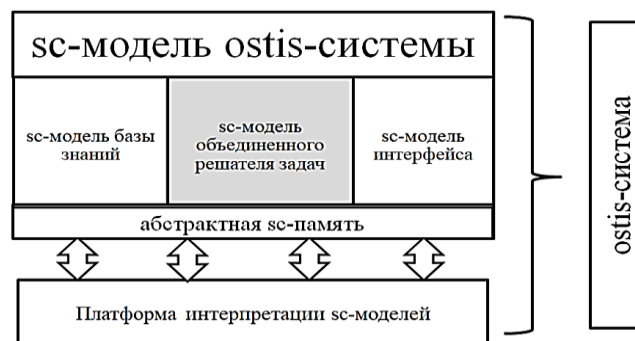 sc-модель ostis-системы
sc-модель базы
знаний
sc-модель
объединенного
решателя задач
sc-модель
интерфейса
абстрактная sc-память
Платформа интерпретации sc-моделей
ostis-система